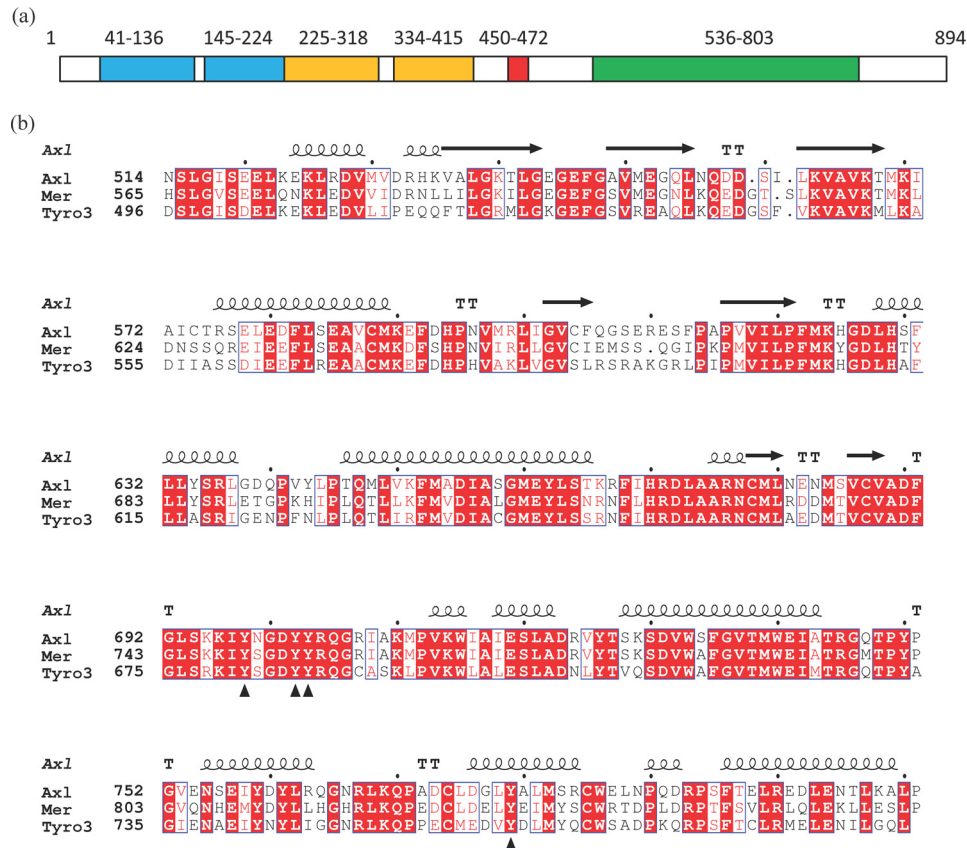 (a)
1 41-136 145-224 225-318 334-415 450-472 536-803 894
(b)
Axl TT
Axl 514 NSLGISEELKEKLRDVMVDRHKVALGKTLGEGEFGAVMEGQLNQDD.SI.LKVAVKTMKI
Mer 565 HSLGVSEELQNKLEDVVIDRNLLILGKILGEGEFGSVMEGNLKQEDGT.SLKVAVKTMKL
Tyro3 496 DSLGISDELKEKLEDVLIPEQQFTLGRMLGKGEFGSVREAQLKQEDGSF.VKVAVKMLKA
Axl TT TT
Axl 572 AICTRSELEDFLSEAVCMKEFDHPNVMRLIGVCFQGSERESFPAPVVILPFMKHGDLHSF
Mer 624 DNSSQREIEEFLSEAACMKDFSHPNVIRLLGVCIEMSS.QGIPKPMVILPFMKYGDLHTY
Tyro3 555 DIIASSDIEEFLREAACMKEFDHPHVAKLVGVSLRSRAKGRLPIPMVILPFMKHGDLHAF
Axl TT T
Axl 632 LLYSRLGDQPVYLPTQMLVKFMADIASGMEYLSTKRFIHRDLAARNCMLNENMSVCVADF
Mer 683 LLYSRLETGPKHIPLQTLLKFMVDIALGMEYLSNRNFLHRDLAARNCMLRDDMTVCVADF
Tyro3 615 LLASRIGENPFNLPLQTLIRFMVDIACGMEYLSSRNFIHRDLAARNCMLAEDMTVCVADF
Axl T T
Axl 692 GLSKKIYNGDYYRQGRIAKMPVKWIAIESLADRVYTSKSDVWSFGVTMWEIATRGQTPYP
Mer 743 GLSKKIYSGDYYRQGRIAKMPVKWIAIESLADRVYTSKSDVWAFGVTMWEIATRGMTPYP
Tyro3 675 GLSRKIYSGDYYRQGCASKLPVKWLALESLADNLYTVQSDVWAFGVTMWEIMTRGQTPYA
Axl T TT
Axl 752 GVENSEIYDYLRQGNRLKQPADCLDGLYALMSRCWELNPQDRPSFTELREDLENTLKALP
Mer 803 GVQNHEMYDYLLHGHRLKQPEDCLDELYEIMYSCWRTDPLDRPTFSVLRLQLEKLLESLP
Tyro3 735 GIENAEIYNYLIGGNRLKQPPECMEDVYDLMYQCWSADPKQRPSFTCLRMELENILGQLP